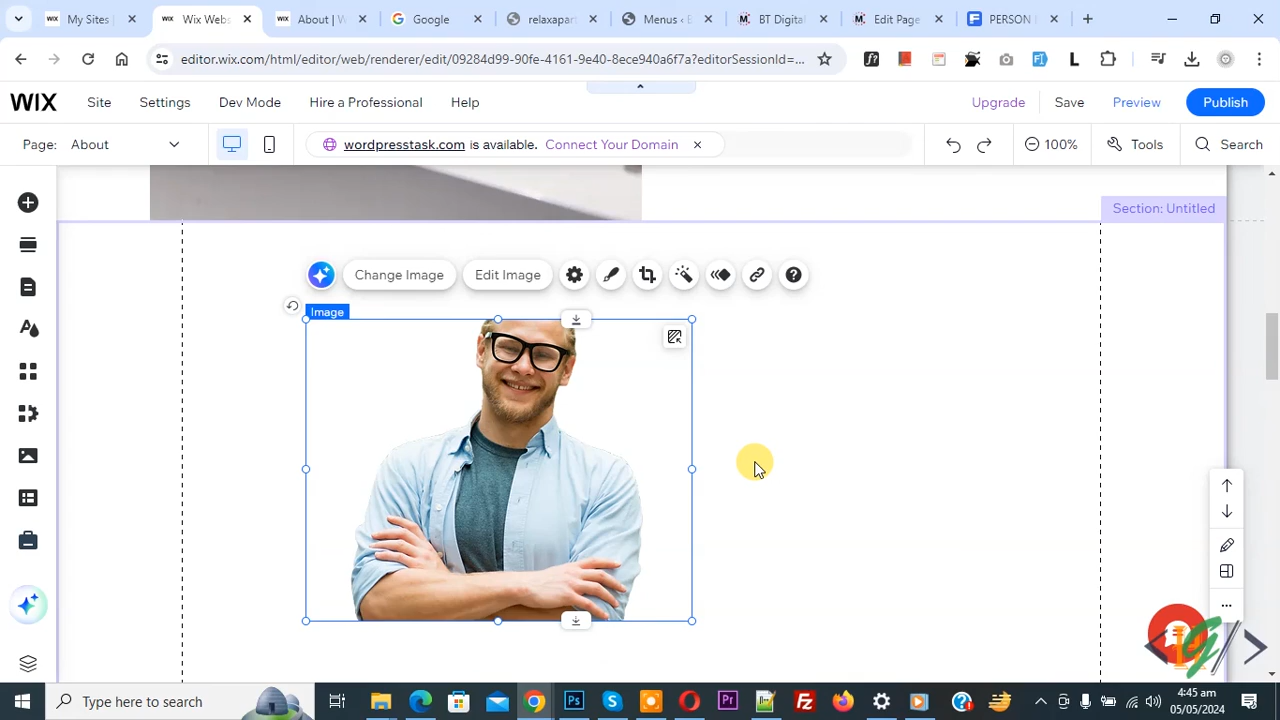 My Sites
Wix Webs
About | W
Google
relaxapart
Menus ‹ B
BT Digita
Edit Page
PERSON
editor.wix.com/html/editor/web/renderer/edit/09284d99-90fe-4161-9e40-8ece940a6f7a?editorSessionId=...
WIX
Site
Settings
Dev Mode
Hire a Professional
Help
Upgrade
Save
Preview
Publish
Page: About
wordpresstask.com is available. Connect Your Domain
100%
Tools
Search
Section: Untitled
Change Image
Edit Image
Image
Type here to search
4:45 am
05/05/2024